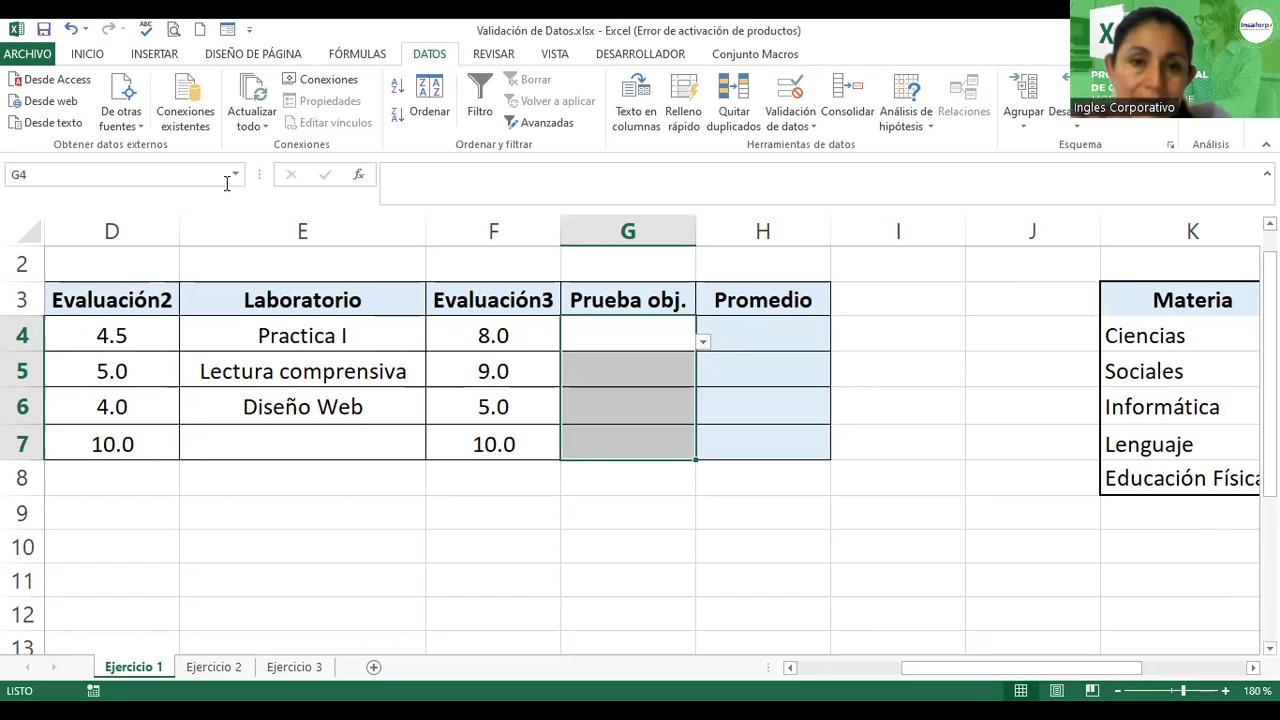 Validación de Datos.xlsx - Excel (Error de activación de productos)
ARCHIVO INICIO INSERTAR DISEÑO DE PÁGINA FÓRMULAS DATOS REVISAR VISTA DESARROLLADOR Conjunto Macros
Desde Access
Desde web
Desde texto
De otras fuentes
Obtener datos externos
Conexiones existentes
Actualizar todo
Conexiones
Propiedades
Editar vínculos
Conexiones
Ordenar
Filtro
Borrar
Volver a aplicar
Avanzadas
Ordenar y filtrar
Texto en columnas
Relleno rápido
Quitar duplicados
Validación de datos
Consolidar
Análisis de hipótesis
Relaciones
Herramientas de datos
Agrupar
Esquema
Análisis
Insaforp
Ingles Corporativo
G4
fx
D E F G H I J K
2
3 Evaluación2 Laboratorio Evaluación3 Prueba obj. Promedio Materia
4 4.5 Practica I 8.0 Ciencias
5 5.0 Lectura comprensiva 9.0 Sociales
6 4.0 Diseño Web 5.0 Informática
7 10.0 10.0 Lenguaje
8 Educación Física
9
10
11
12
13
Ejercicio 1 Ejercicio 2 Ejercicio 3
LISTO 180 %